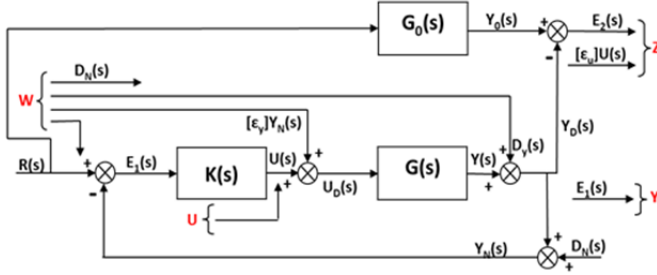 G₀(s)
Y₀(s)
+
E₂(s)
-
[ε_u]U(s)
Z
D_N(s)
W
[ε_y]Y_N(s)
D_y(s)
Y_D(s)
R(s)
+
E₁(s)
-
K(s)
U(s)
+
+
U_D(s)
G(s)
Y(s)
+
+
U
E₁(s)
Y
Y_N(s)
+
D_N(s)
+